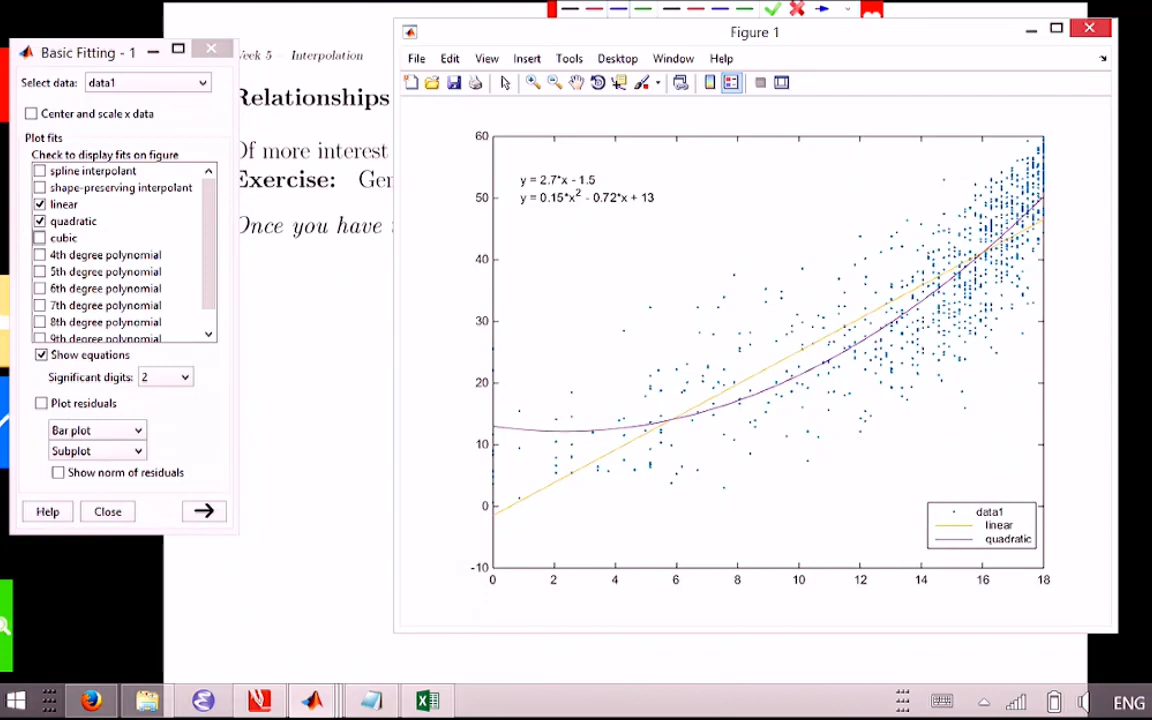 Basic Fitting - 1
Select data: data1
Center and scale x data
Plot fits
Check to display fits on figure
spline interpolant
shape-preserving interpolant
linear
quadratic
cubic
4th degree polynomial
5th degree polynomial
6th degree polynomial
7th degree polynomial
8th degree polynomial
9th degree polynomial
Show equations
Significant digits: 2
Plot residuals
Bar plot
Subplot
Show norm of residuals
Help Close
eek 5 – Interpolation
Relationships
Of more interest
Exercise: Ger
Once you have
Figure 1
File Edit View Insert Tools Desktop Window Help
60
50
40
30
20
10
0
-10
y = 2.7*x - 1.5
y = 0.15*x² - 0.72*x + 13
data1
linear
quadratic
0 2 4 6 8 10 12 14 16 18
ENG